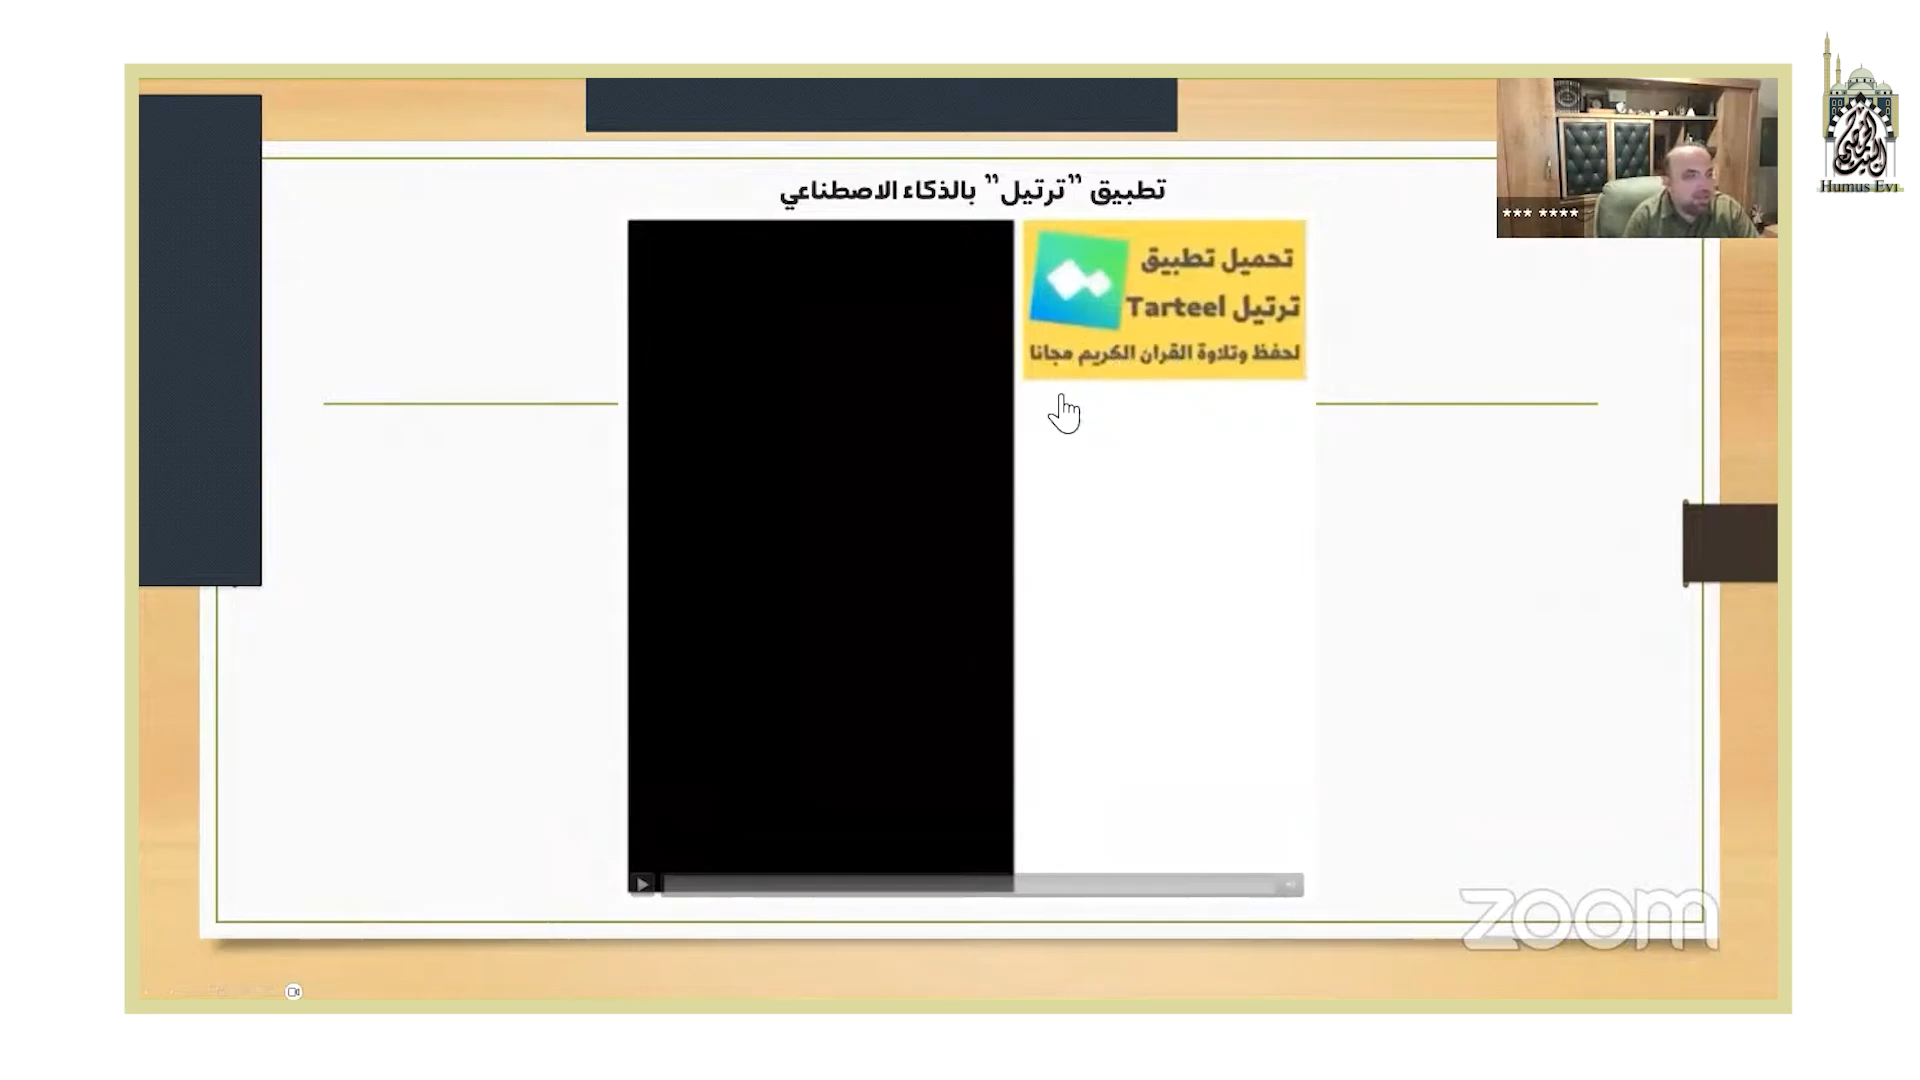 تطبيق "ترتيل" بالذكاء الاصطناعي
تحميل تطبيق
ترتيل Tarteel
لحفظ وتلاوة القران الكريم مجانا
*** ****
Humus Evi
zoom